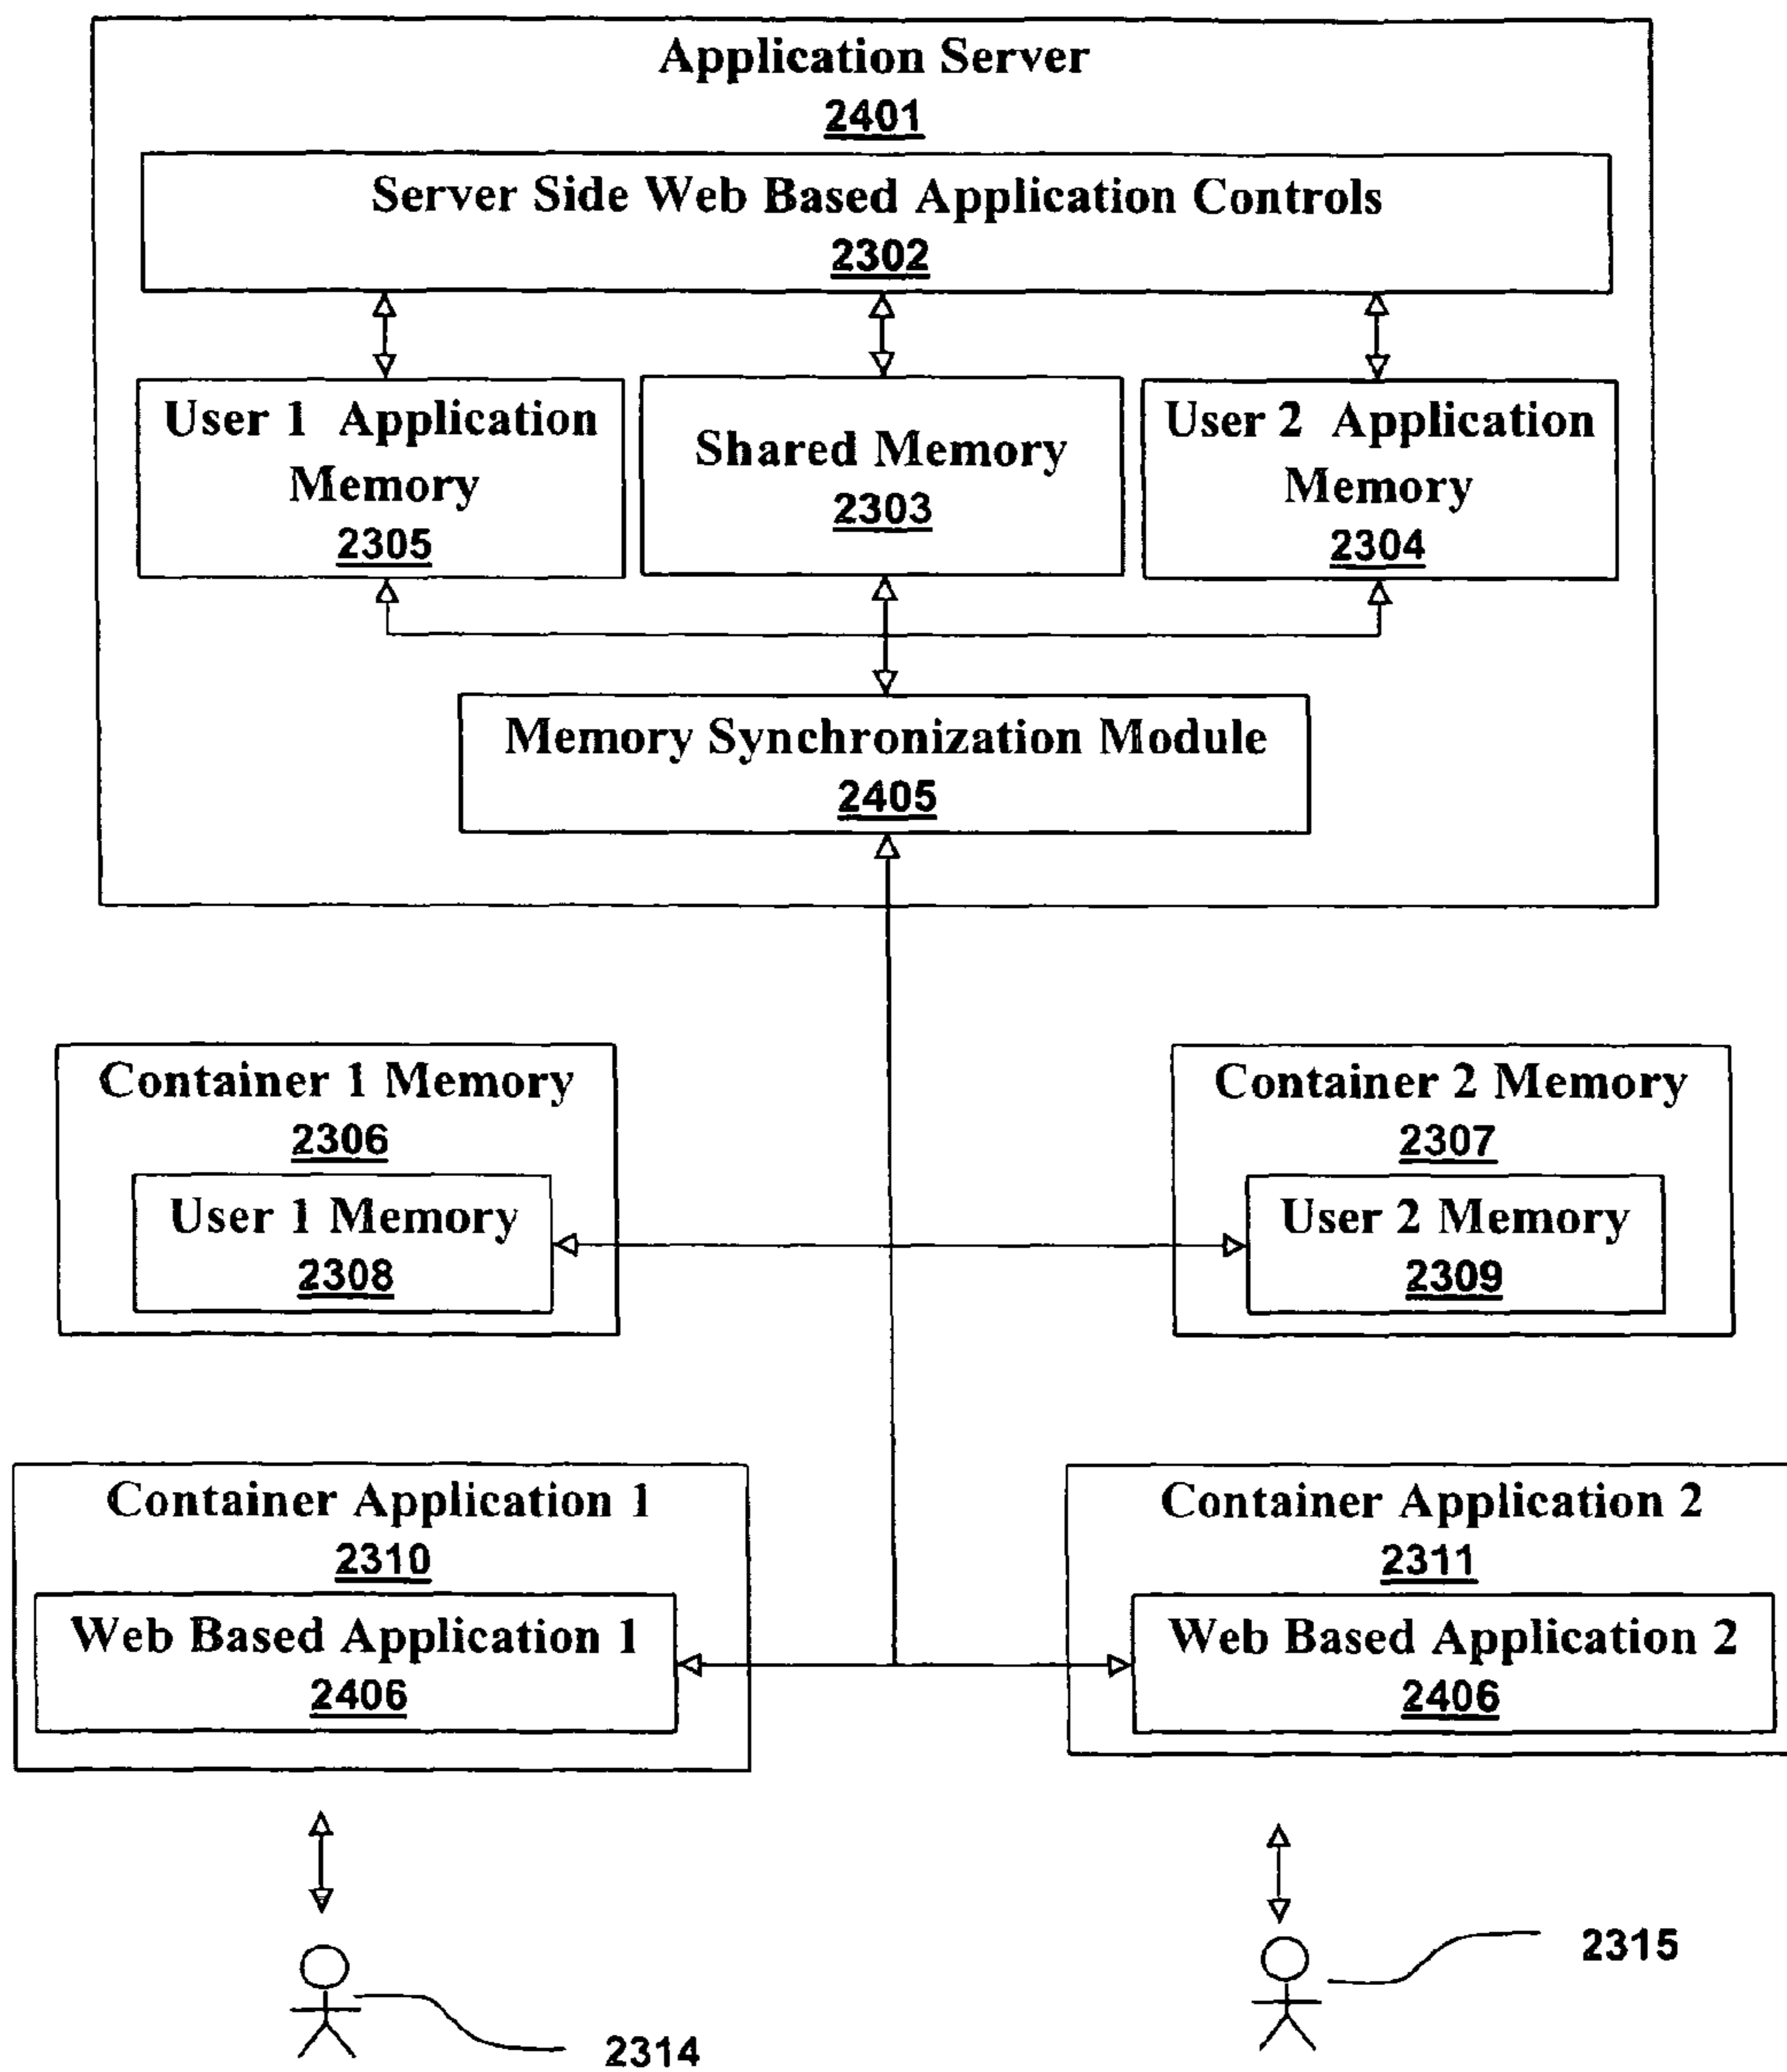 Application Server
2401
Server Side Web Based Application Controls
2302
User 1 Application
Memory
2305
Shared Memory
2303
User 2 Application
Memory
2304
Memory Synchronization Module
2405
Container 1 Memory
2306
User 1 Memory
2308
Container 2 Memory
2307
User 2 Memory
2309
Container Application 1
2310
Web Based Application 1
2406
Container Application 2
2311
Web Based Application 2
2406
2314
2315